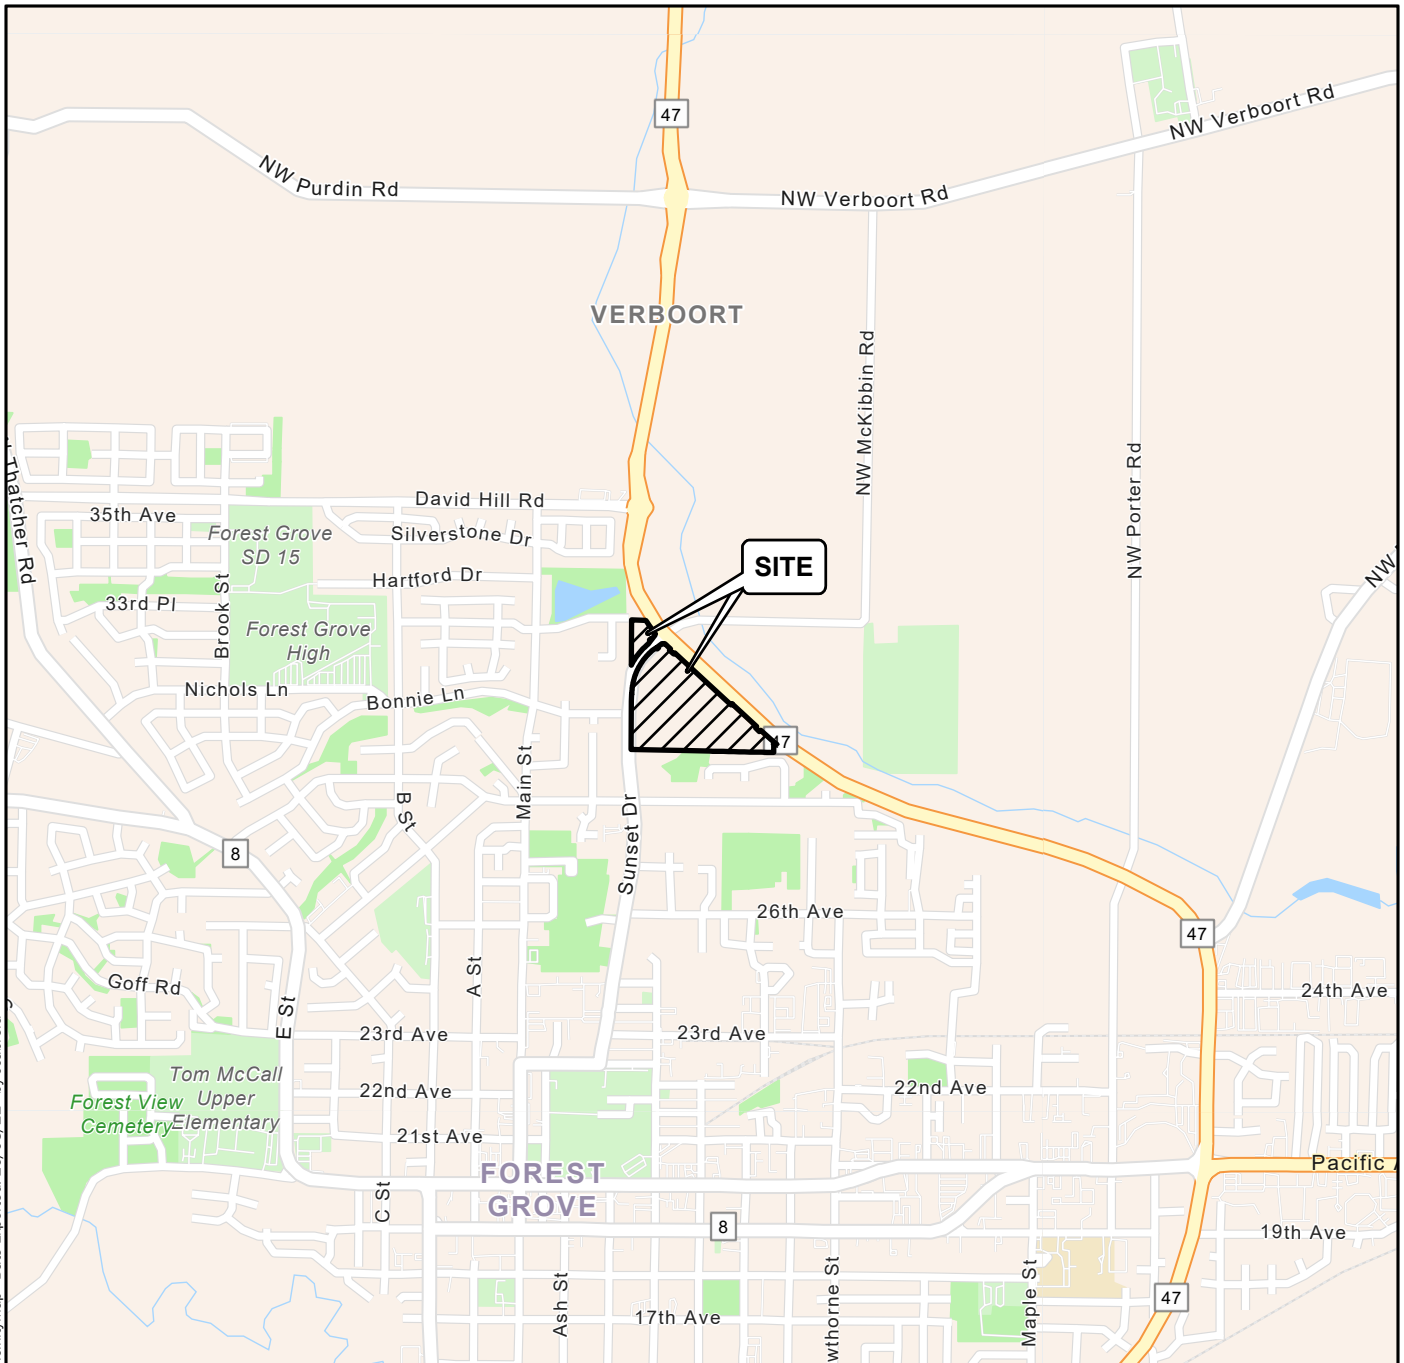 47
NW Verboort Rd
NW Purdin Rd
NW Verboort Rd
VERBOORT
NW McKibbin Rd
NW Porter Rd
Thatcher Rd
David Hill Rd
35th Ave
Silverstone Dr
Forest Grove
SD 15
Hartford Dr
SITE
NW
33rd Pl
Brook St
Forest Grove
High
Nichols Ln
Bonnie Ln
47
Main St
B St
Sunset Dr
8
26th Ave
47
A St
Goff Rd
24th Ave
E St
23rd Ave
23rd Ave
Tom McCall
Upper
Elementary
22nd Ave
22nd Ave
Forest View
Cemetery
21st Ave
FOREST
GROVE
Pacific
C St
8
19th Ave
Ash St
17th Ave
wthorne St
Maple St
47